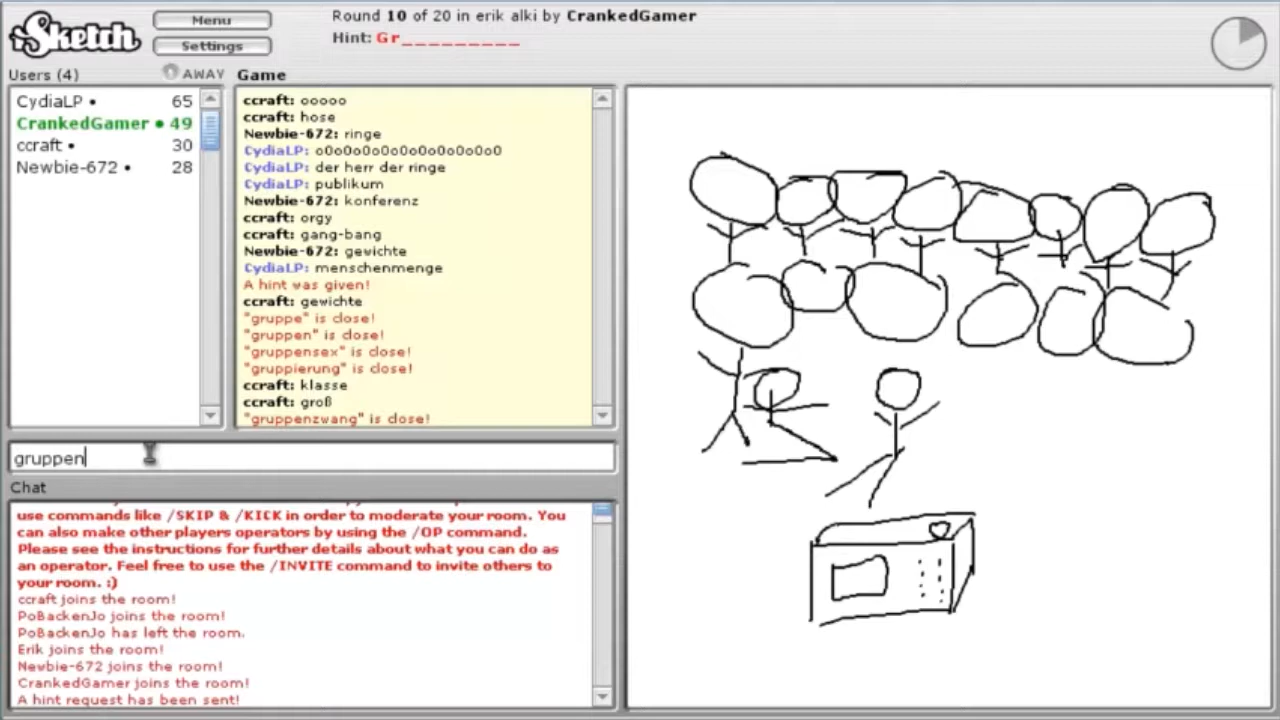 iSketch
Menu
Settings
Round 10 of 20 in erik alki by CrankedGamer
Hint: Gr_________
Users (4)
AWAY
CydiaLP • 65
CrankedGamer • 49
ccraft • 30
Newbie-672 • 28
Game
ccraft: ooooo
ccraft: hose
Newbie-672: ringe
CydiaLP: o0o0o0o0o0o0o0o0o0o0
CydiaLP: der herr der ringe
CydiaLP: publikum
Newbie-672: konferenz
ccraft: orgy
ccraft: gang-bang
Newbie-672: gewichte
CydiaLP: menschenmenge
A hint was given!
ccraft: gewichte
"gruppe" is close!
"gruppen" is close!
"gruppensex" is close!
"gruppierung" is close!
ccraft: klasse
ccraft: groß
"gruppenzwang" is close!
gruppen
Chat
use commands like /SKIP & /KICK in order to moderate your room. You
can also make other players operators by using the /OP command.
Please see the instructions for further details about what you can do as
an operator. Feel free to use the /INVITE command to invite others to
your room. :)
ccraft joins the room!
PoBackenJo joins the room!
PoBackenJo has left the room.
Erik joins the room!
Newbie-672 joins the room!
CrankedGamer joins the room!
A hint request has been sent!